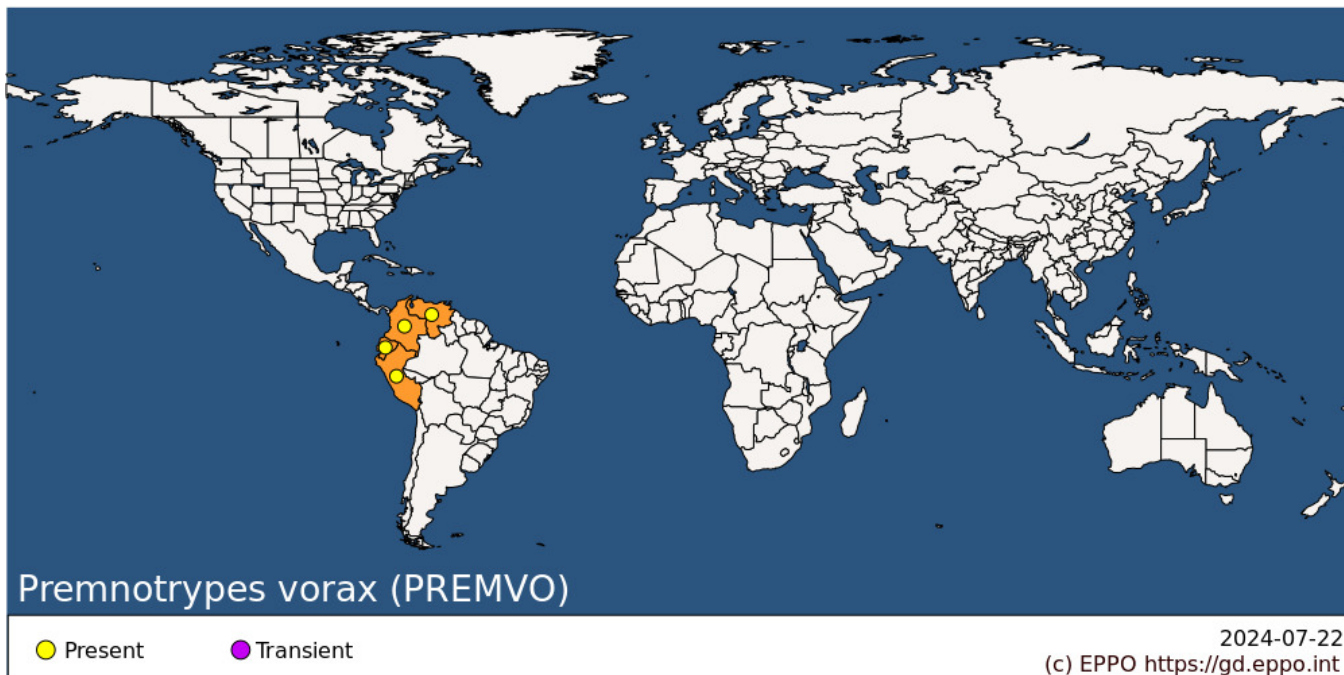 Premnotrypes vorax (PREMVO)
Present
Transient
2024-07-22
(c) EPPO https://gd.eppo.int